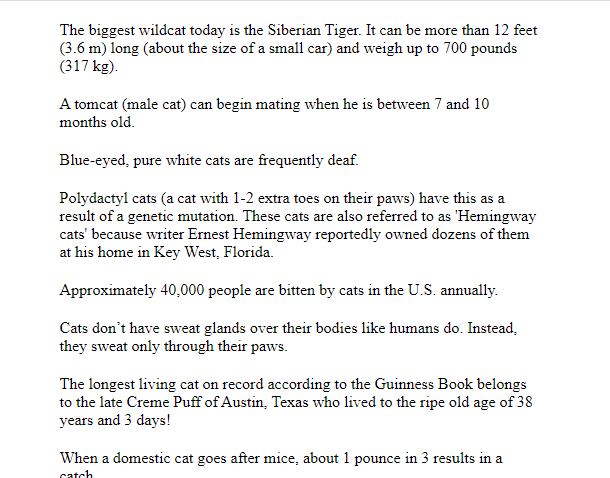 The biggest wildcat today is the Siberian Tiger. It can be more than 12 feet
(3.6 m) long (about the size of a small car) and weigh up to 700 pounds
(317 kg).
A tomcat (male cat) can begin mating when he is between 7 and 10
months old.
Blue-eyed, pure white cats are frequently deaf.
Polydactyl cats (a cat with 1-2 extra toes on their paws) have this as a
result of a genetic mutation. These cats are also referred to as 'Hemingway
cats' because writer Ernest Hemingway reportedly owned dozens of them
at his home in Key West, Florida.
Approximately 40,000 people are bitten by cats in the U.S. annually.
Cats don’t have sweat glands over their bodies like humans do. Instead,
they sweat only through their paws.
The longest living cat on record according to the Guinness Book belongs
to the late Creme Puff of Austin, Texas who lived to the ripe old age of 38
years and 3 days!
When a domestic cat goes after mice, about 1 pounce in 3 results in a
catch